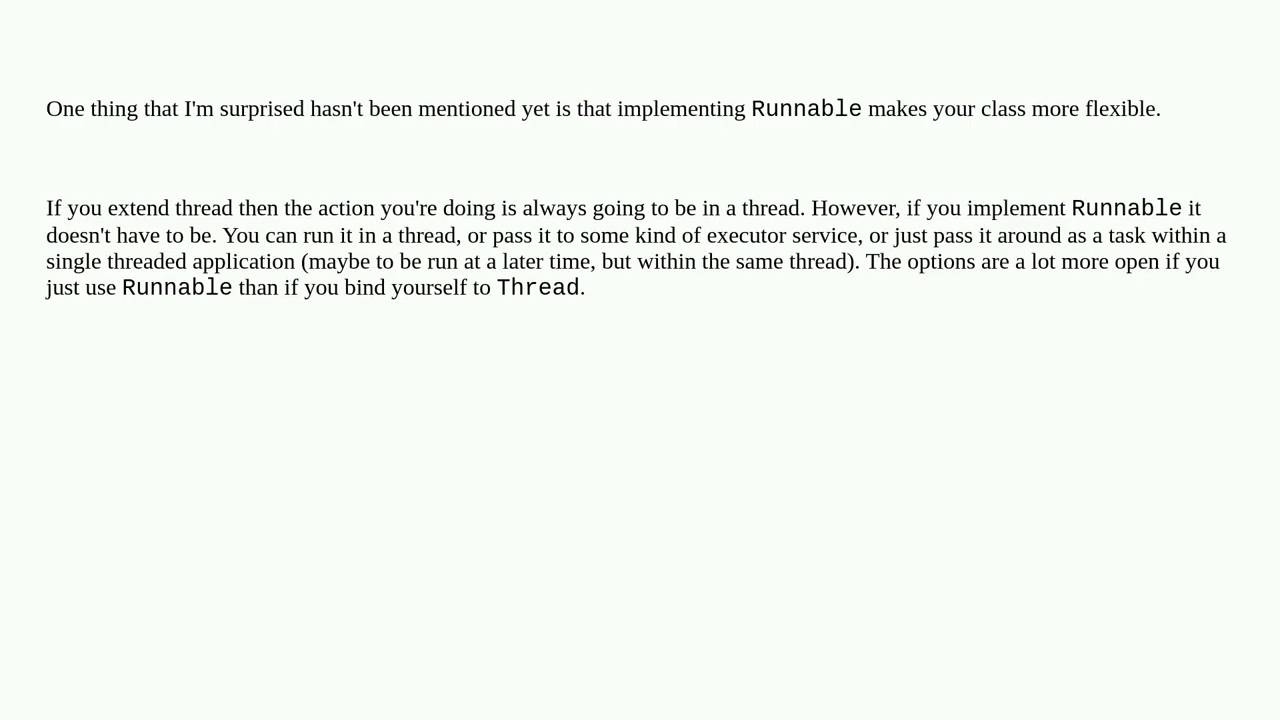 One thing that I'm surprised hasn't been mentioned yet is that implementing Runnable makes your class more flexible.
If you extend thread then the action you're doing is always going to be in a thread. However, if you implement Runnable it
doesn't have to be. You can run it in a thread, or pass it to some kind of executor service, or just pass it around as a task within a
single threaded application (maybe to be run at a later time, but within the same thread). The options are a lot more open if you
just use Runnable than if you bind yourself to Thread.